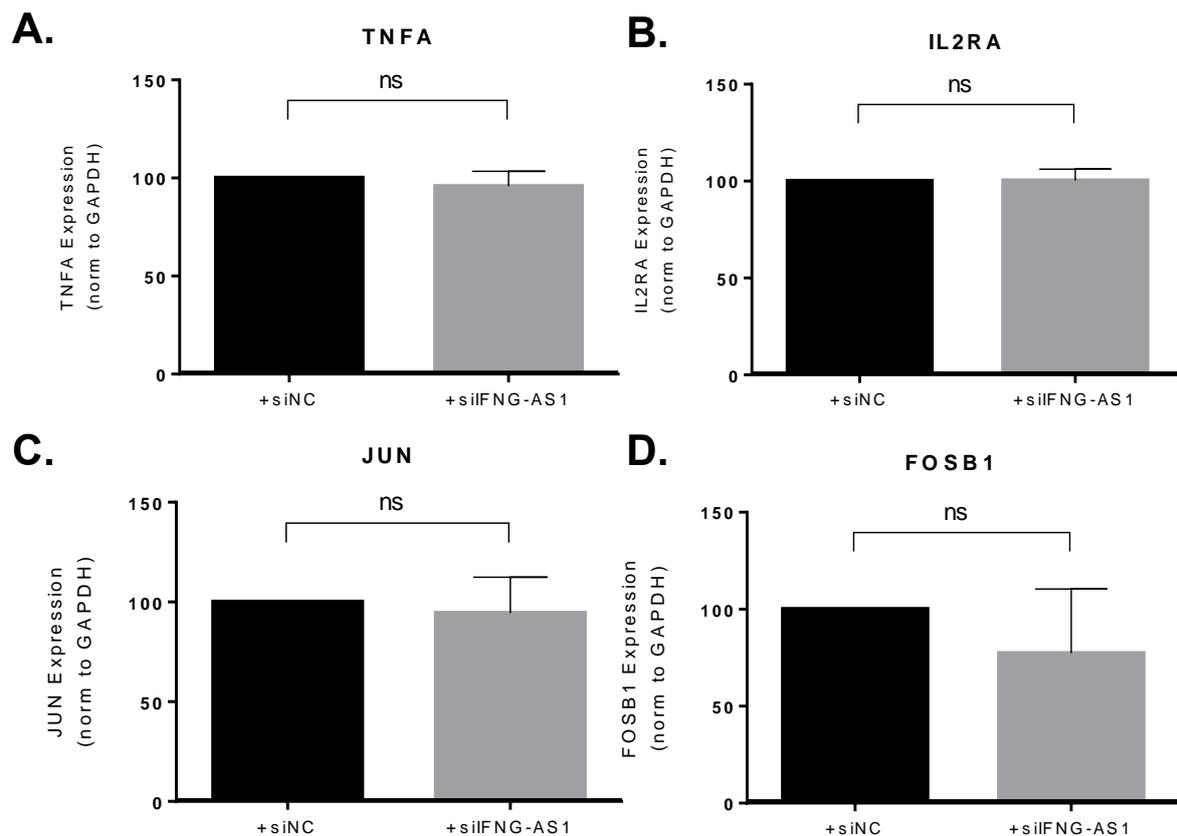 A.
TNFA
ns
150
100
50
0
TNFA Expression
(norm to GAPDH)
+siNC
+siIFNG-AS1
B.
IL2RA
ns
150
100
50
0
IL2RA Expression
(norm to GAPDH)
+siNC
+siIFNG-AS1
C.
JUN
ns
150
100
50
0
JUN Expression
(norm to GAPDH)
+siNC
+siIFNG-AS1
D.
FOSB1
ns
150
100
50
0
FOSB1 Expression
(norm to GAPDH)
+siNC
+siIFNG-AS1